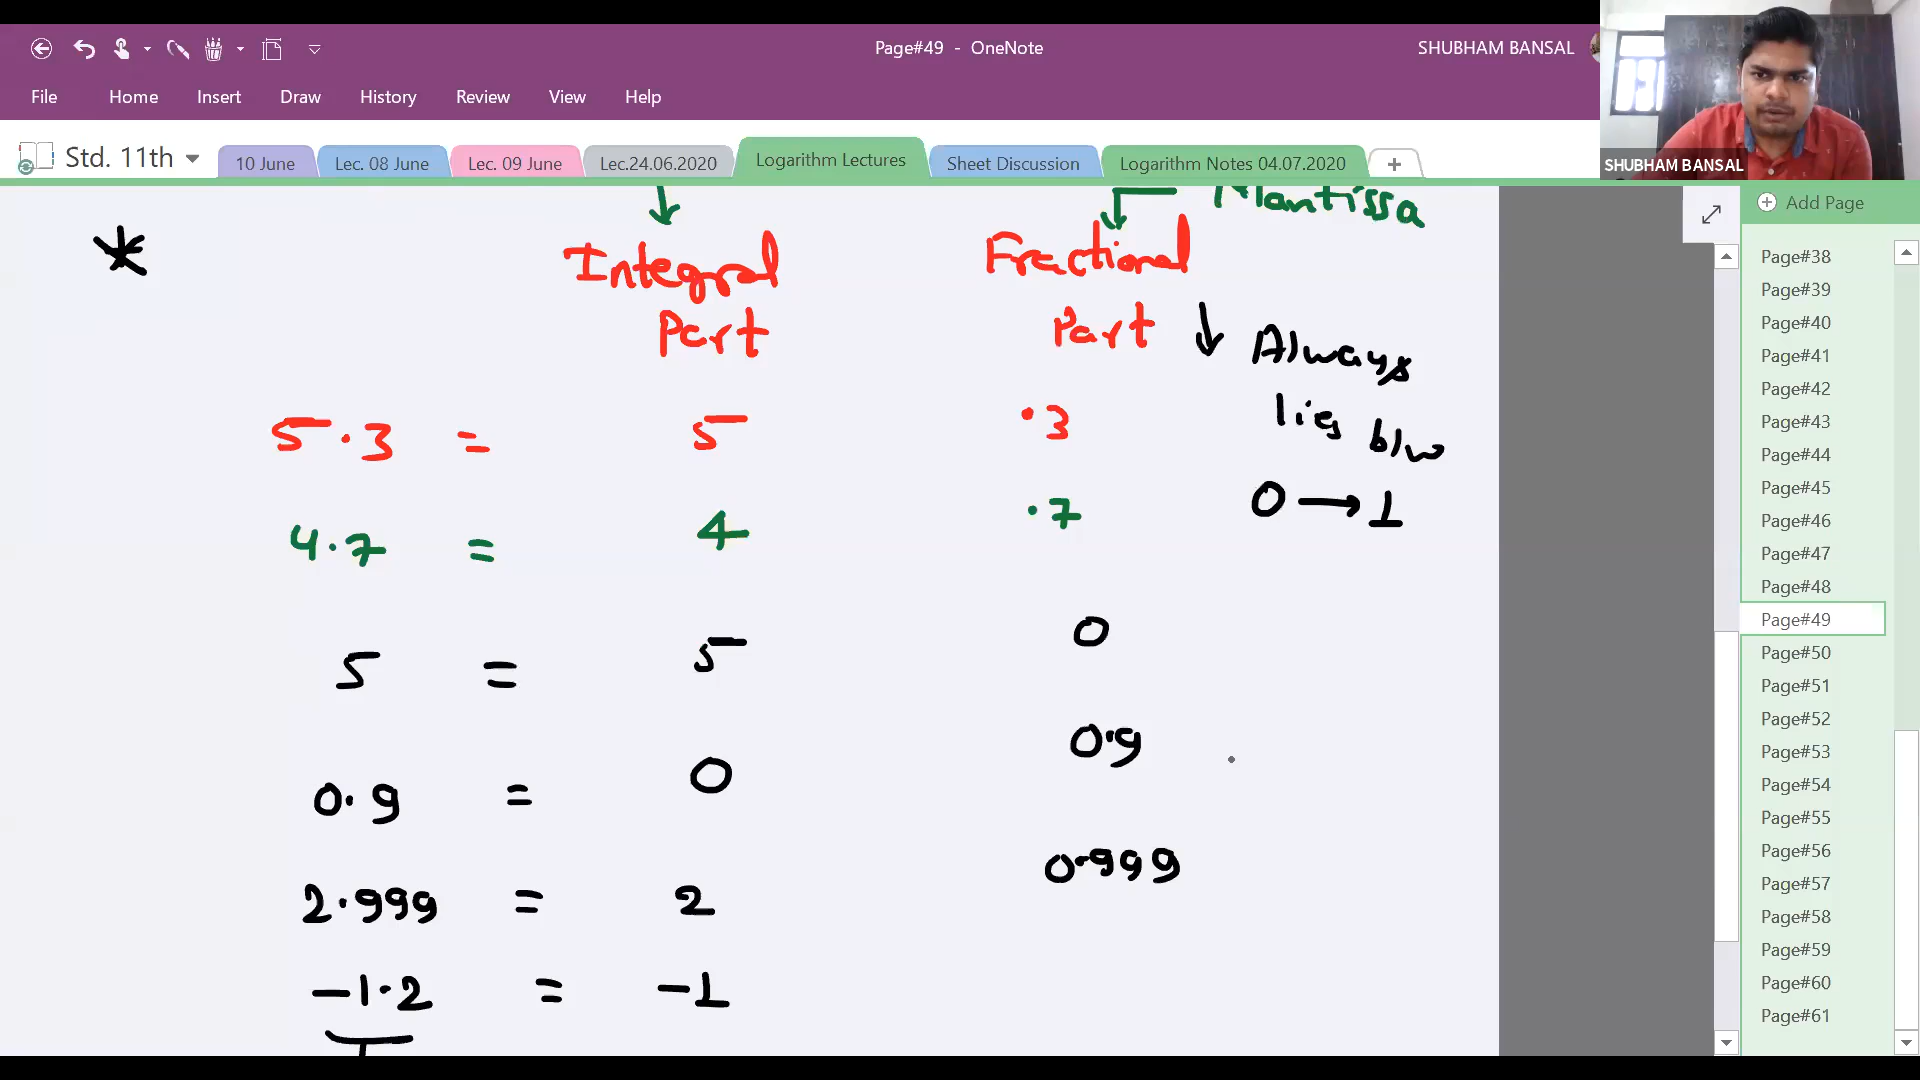 Page#49 - OneNote
SHUBHAM BANSAL
File Home Insert Draw History Review View Help
SHUBHAM BANSAL
Std. 11th
10 June
Lec. 08 June
Lec. 09 June
Lec.24.06.2020
Logarithm Lectures
Sheet Discussion
Logarithm Notes 04.07.2020
+
Mantissa
*
Integral
Part
Fractional
Part
Always
lies b/w
0 → 1
5.3 = 5 .3
4.7 = 4 .7
5 = 5 0
0.9 = 0 0.9
2.999 = 2 0.999
-1.2 = -1
Add Page
Page#38
Page#39
Page#40
Page#41
Page#42
Page#43
Page#44
Page#45
Page#46
Page#47
Page#48
Page#49
Page#50
Page#51
Page#52
Page#53
Page#54
Page#55
Page#56
Page#57
Page#58
Page#59
Page#60
Page#61